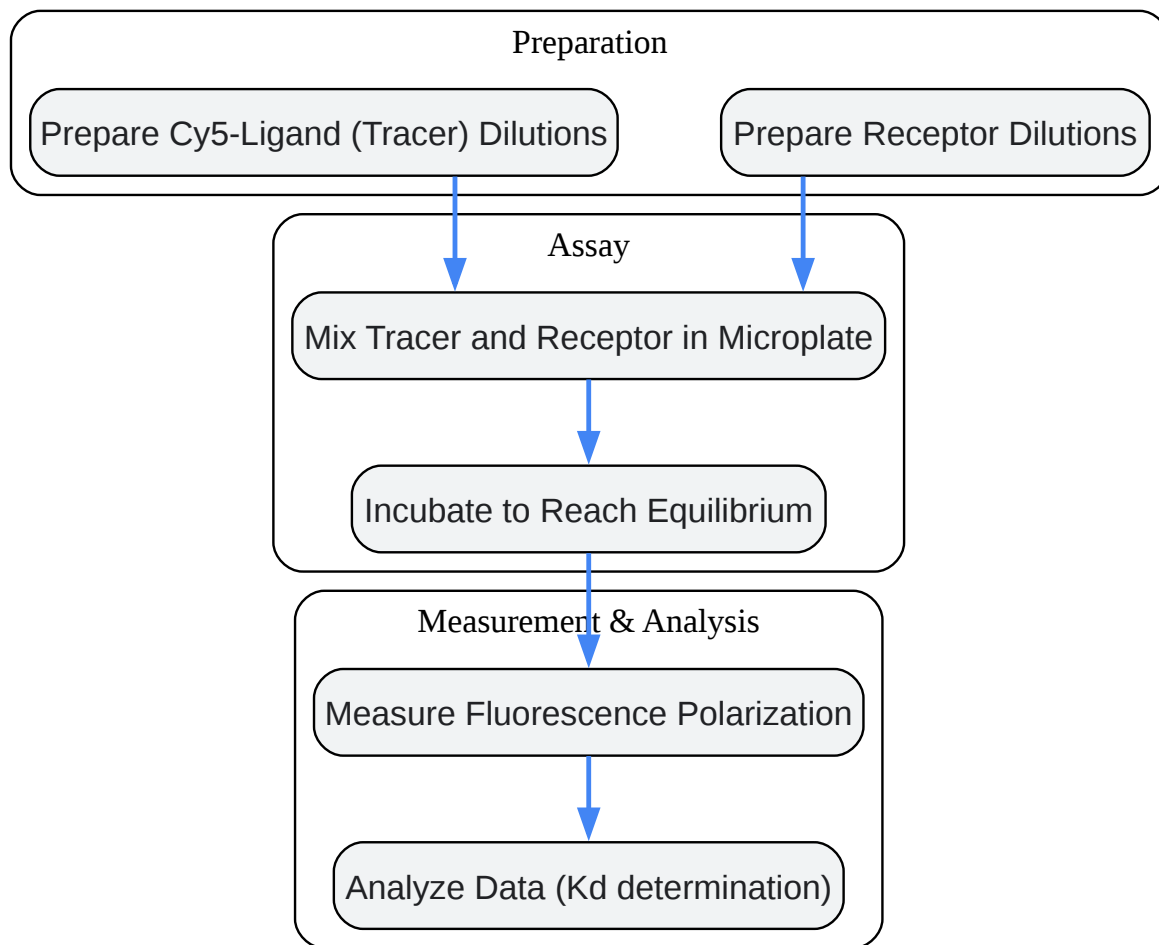 Preparation
Prepare Cy5-Ligand (Tracer) Dilutions
Prepare Receptor Dilutions
Assay
Mix Tracer and Receptor in Microplate
Incubate to Reach Equilibrium
Measurement & Analysis
Measure Fluorescence Polarization
Analyze Data (Kd determination)